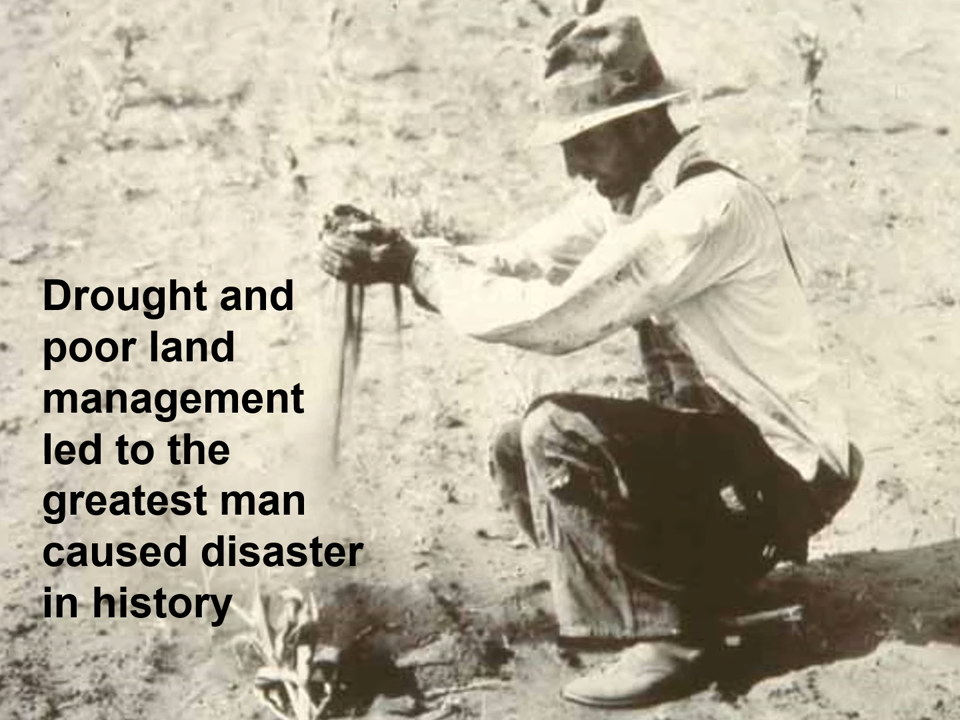 Drought and
poor land
management
led to the
greatest man
caused disaster
in history